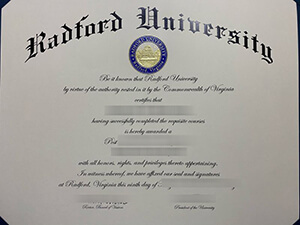 Radford University
RADFORD UNIVERSITY
Be it known that Radford University
by virtue of the authority vested in it by the Commonwealth of Virginia
certifies that
having successfully completed the requisite courses
is hereby awarded a
Post
with all honors, rights, and privileges thereto appertaining.
In witness whereof, we have affixed our seal and signatures
at Radford, Virginia this ninth day of
President of the University